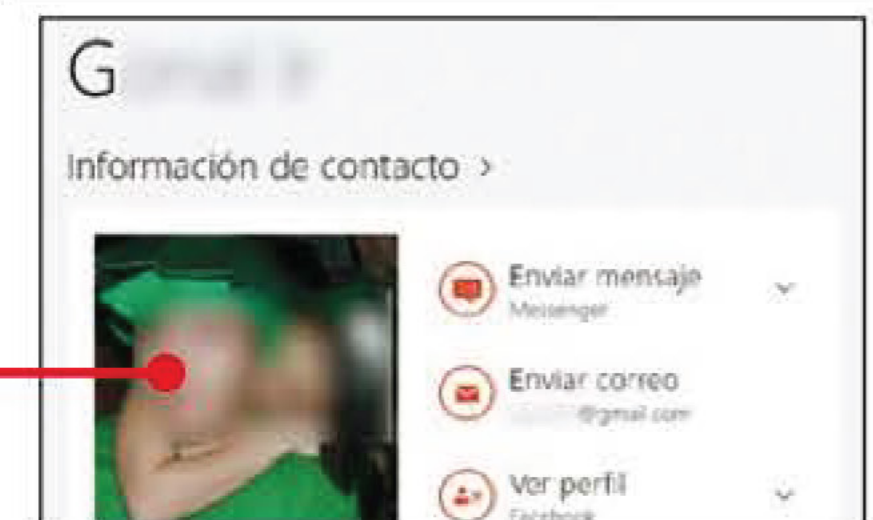 G
Información de contacto >
Enviar mensaje
Messenger
Enviar correo
@gmail.com
Ver perfil
Facebook